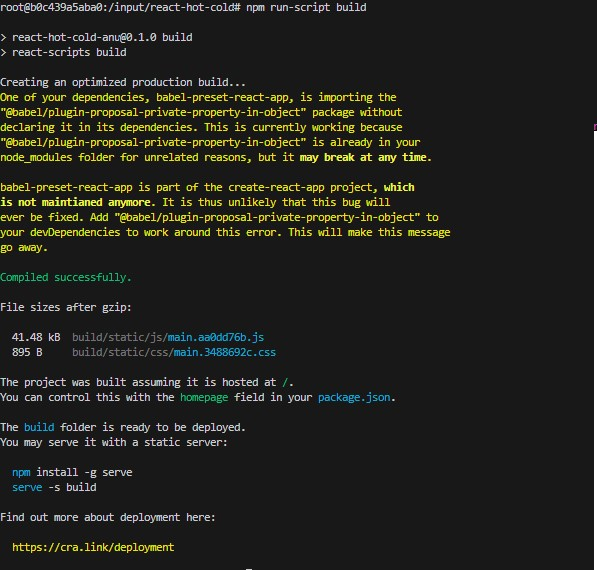 root@b0c439a5aba0:/input/react-hot-cold# npm run-script build
> react-hot-cold-anu@0.1.0 build
> react-scripts build
Creating an optimized production build...
One of your dependencies, babel-preset-react-app, is importing the
"@babel/plugin-proposal-private-property-in-object" package without
declaring it in its dependencies. This is currently working because
"@babel/plugin-proposal-private-property-in-object" is already in your
node_modules folder for unrelated reasons, but it may break at any time.
babel-preset-react-app is part of the create-react-app project, which
is not maintianed anymore. It is thus unlikely that this bug will
ever be fixed. Add "@babel/plugin-proposal-private-property-in-object" to
your devDependencies to work around this error. This will make this message
go away.
Compiled successfully.
File sizes after gzip:
41.48 kB build/static/js/main.aa0dd76b.js
895 B build/static/css/main.3488692c.css
The project was built assuming it is hosted at /.
You can control this with the homepage field in your package.json.
The build folder is ready to be deployed.
You may serve it with a static server:
npm install -g serve
serve -s build
Find out more about deployment here:
https://cra.link/deployment